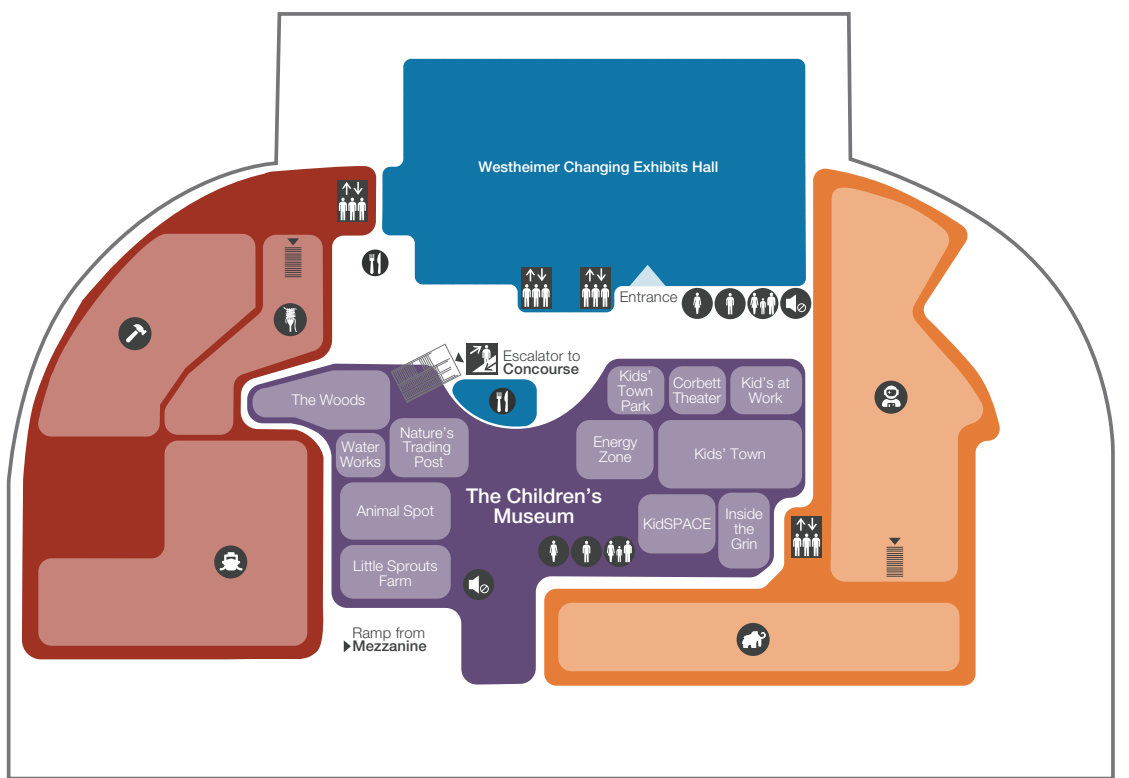 Westheimer Changing Exhibits Hall
Entrance
Escalator to
Concourse
The Woods
Kids'
Town
Park
Corbett
Theater
Kid's at
Work
Water
Works
Nature's
Trading
Post
Energy
Zone
Kids' Town
Animal Spot
The Children's
Museum
KidSPACE
Inside
the
Grin
Little Sprouts
Farm
Ramp from
Mezzanine